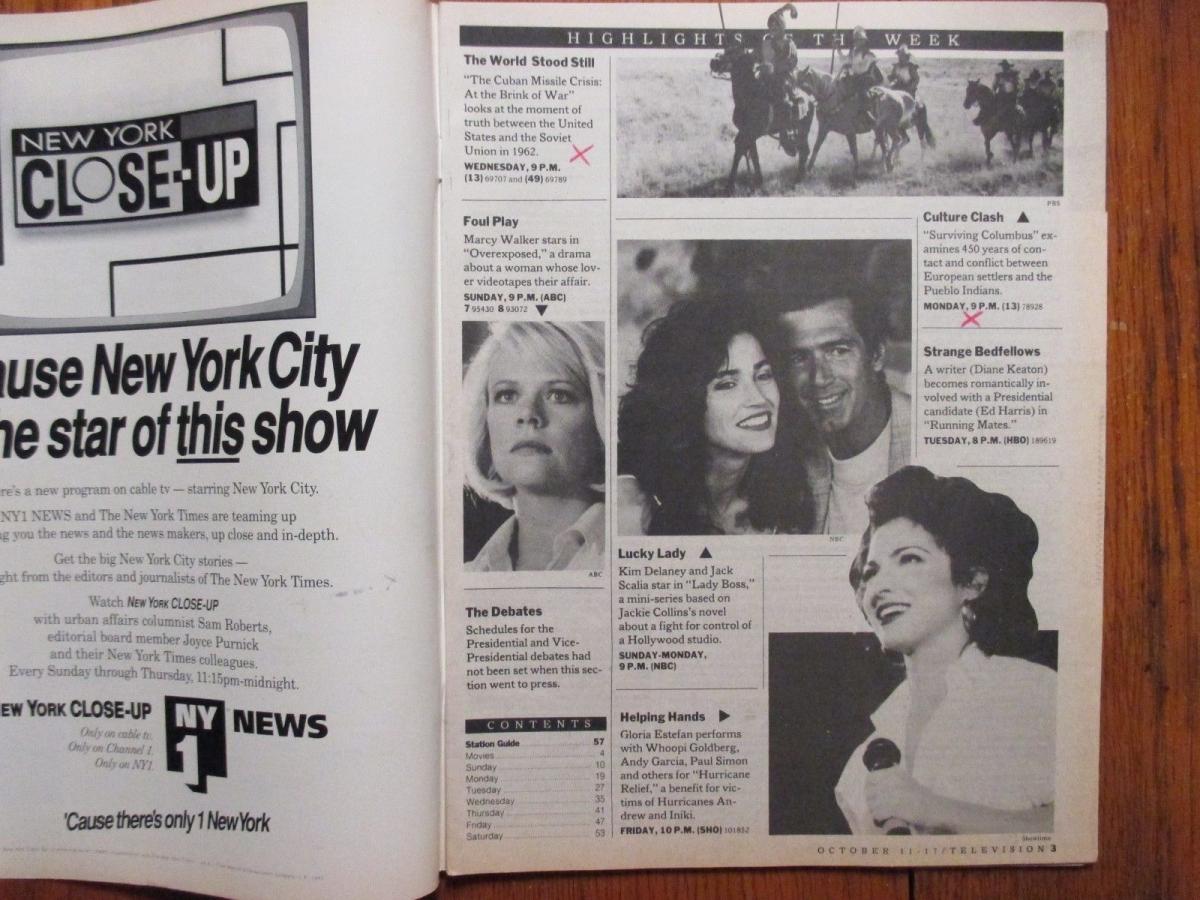 NEW YORK
CLOSE-UP
New York City
star of this show
a new program on cable tv — starring New York City.
NY1 NEWS and The New York Times are teaming up
you the news and the news makers, up close and in-depth.
Get the big New York City stories —
from the editors and journalists of The New York Times.
Watch NEW YORK CLOSE-UP
with urban affairs columnist Sam Roberts,
editorial board member Joyce Purnick
and their New York Times colleagues.
Every Sunday through Thursday, 11:15pm-midnight.
YORK CLOSE-UP
Only on cable tv.
Only on Channel 1.
Only on NY1.
NY
1
NEWS
'Cause there's only 1 New York
HIGHLIGHTS OF THE WEEK
The World Stood Still
"The Cuban Missile Crisis:
At the Brink of War"
looks at the moment of
truth between the United
States and the Soviet
Union in 1962.
WEDNESDAY, 9 P.M.
(13) 69707 and (49) 69789
Foul Play
Marcy Walker stars in
"Overexposed," a drama
about a woman whose lov-
er videotapes their affair.
SUNDAY, 9 P.M. (ABC)
7 95430 8 93072 ▼
ABC
The Debates
Schedules for the
Presidential and Vice-
Presidential debates had
not been set when this sec-
tion went to press.
CONTENTS
Station Guide 57
Movies 4
Sunday 10
Monday 19
Tuesday 27
Wednesday 35
Thursday 41
Friday 47
Saturday 53
PBS
NBC
Lucky Lady ▲
Kim Delaney and Jack
Scalia star in "Lady Boss,"
a mini-series based on
Jackie Collins's novel
about a fight for control of
a Hollywood studio.
SUNDAY-MONDAY,
9 P.M. (NBC)
Helping Hands ▶
Gloria Estefan performs
with Whoopi Goldberg,
Andy Garcia, Paul Simon
and others for "Hurricane
Relief," a benefit for vic-
tims of Hurricanes An-
drew and Iniki.
FRIDAY, 10 P.M. (SHO) 101852
Culture Clash ▲
"Surviving Columbus" ex-
amines 450 years of con-
tact and conflict between
European settlers and the
Pueblo Indians.
MONDAY, 9 P.M. (13) 78928
Strange Bedfellows
A writer (Diane Keaton)
becomes romantically in-
volved with a Presidential
candidate (Ed Harris) in
"Running Mates."
TUESDAY, 8 P.M. (HBO) 189619
Showtime
OCTOBER 11-17/TELEVISION 3